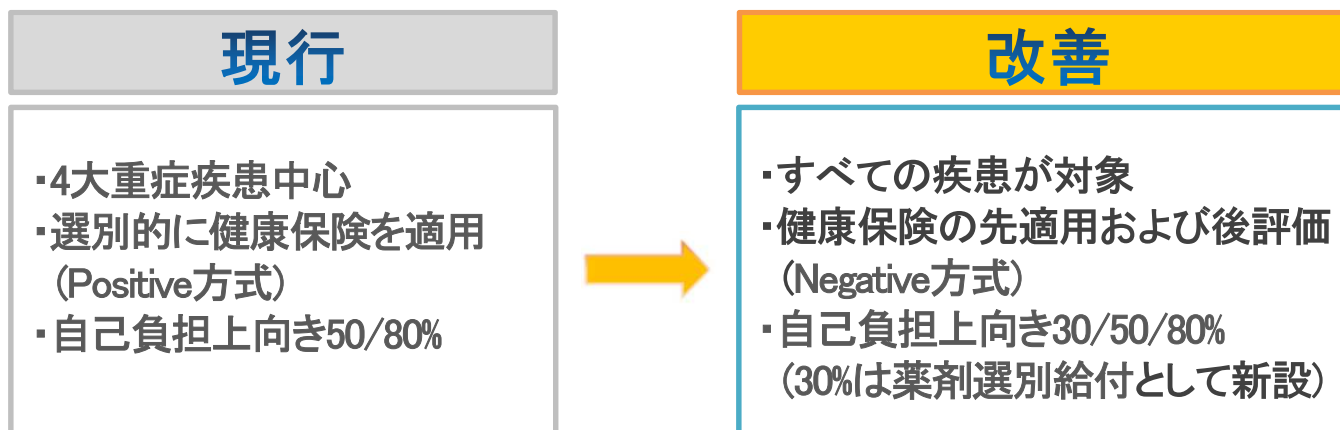 現行
・4大重症疾患中心
・選別的に健康保険を適用
(Positive方式)
・自己負担上向き50/80%
改善
・すべての疾患が対象
・健康保険の先適用および後評価
(Negative方式)
・自己負担上向き30/50/80%
(30%は薬剤選別給付として新設)